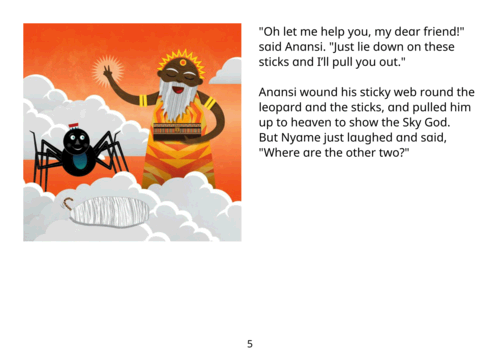 "Oh let me help you, my dear friend!"
said Anansi. "Just lie down on these
sticks and I’ll pull you out."
Anansi wound his sticky web round the
leopard and the sticks, and pulled him
up to heaven to show the Sky God.
But Nyame just laughed and said,
"Where are the other two?"
5